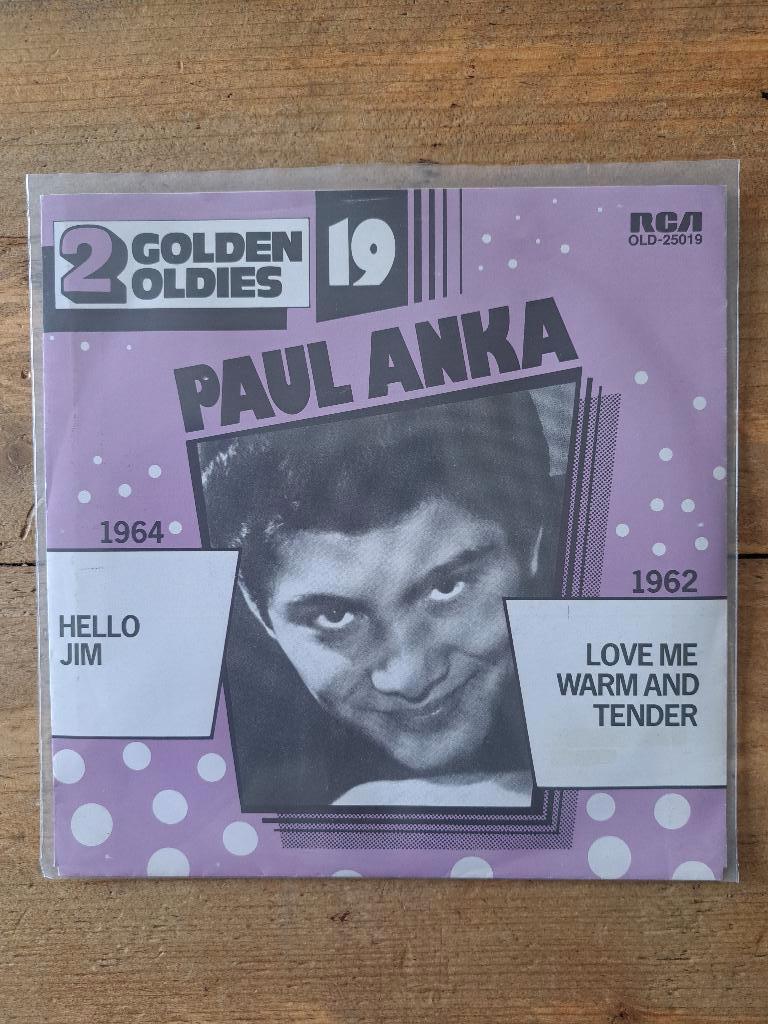 2 GOLDEN
OLDIES
19
RCA
OLD-25019
PAUL ANKA
1964
HELLO
JIM
1962
LOVE ME
WARM AND
TENDER